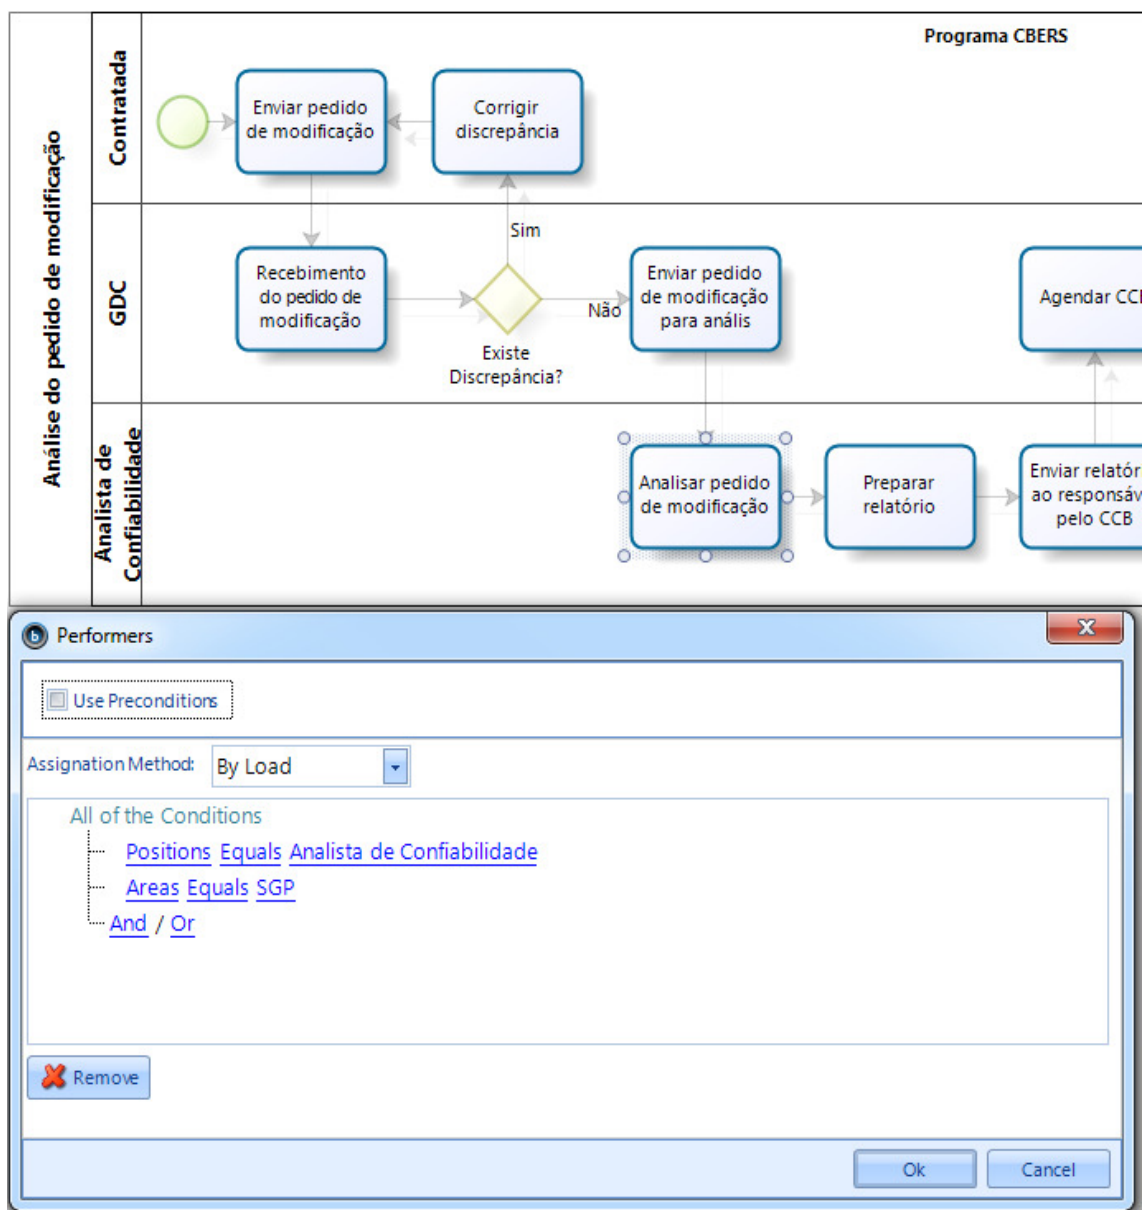 Programa CBERS
Análise do pedido de modificação
Contratada
Enviar pedido
de modificação
Corrigir
discrepância
GDC
Sim
Recebimento
do pedido de
modificação
Existe
Discrepância?
Não
Enviar pedido
de modificação
para anális
Agendar CCB
Analista de
Confiabilidade
Analisar pedido
de modificação
Preparar
relatório
Enviar relatóri
ao responsáv
pelo CCB
Performers
Use Preconditions
Assignation Method: By Load
All of the Conditions
Positions Equals Analista de Confiabilidade
Areas Equals SGP
And / Or
Remove
Ok Cancel